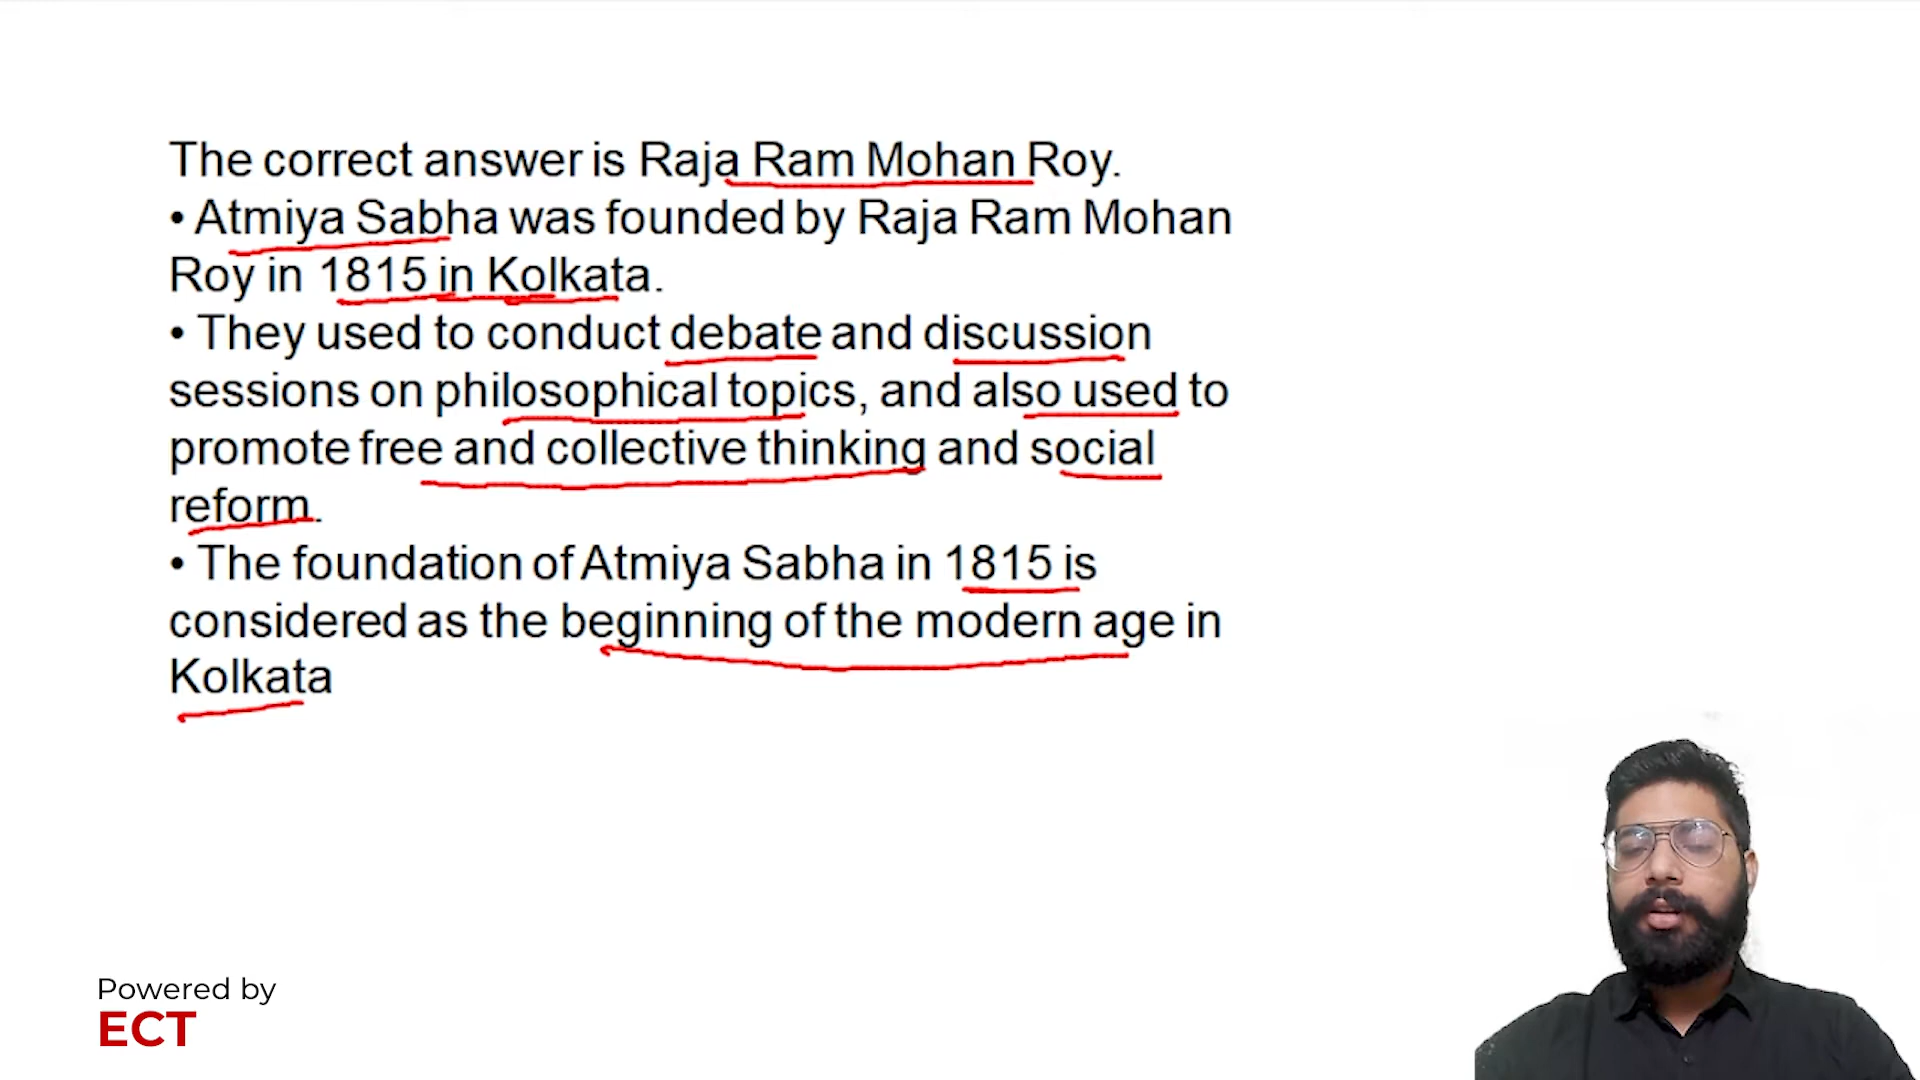 The correct answer is Raja Ram Mohan Roy.
• Atmiya Sabha was founded by Raja Ram Mohan
Roy in 1815 in Kolkata.
• They used to conduct debate and discussion
sessions on philosophical topics, and also used to
promote free and collective thinking and social
reform.
• The foundation of Atmiya Sabha in 1815 is
considered as the beginning of the modern age in
Kolkata
Powered by
ECT